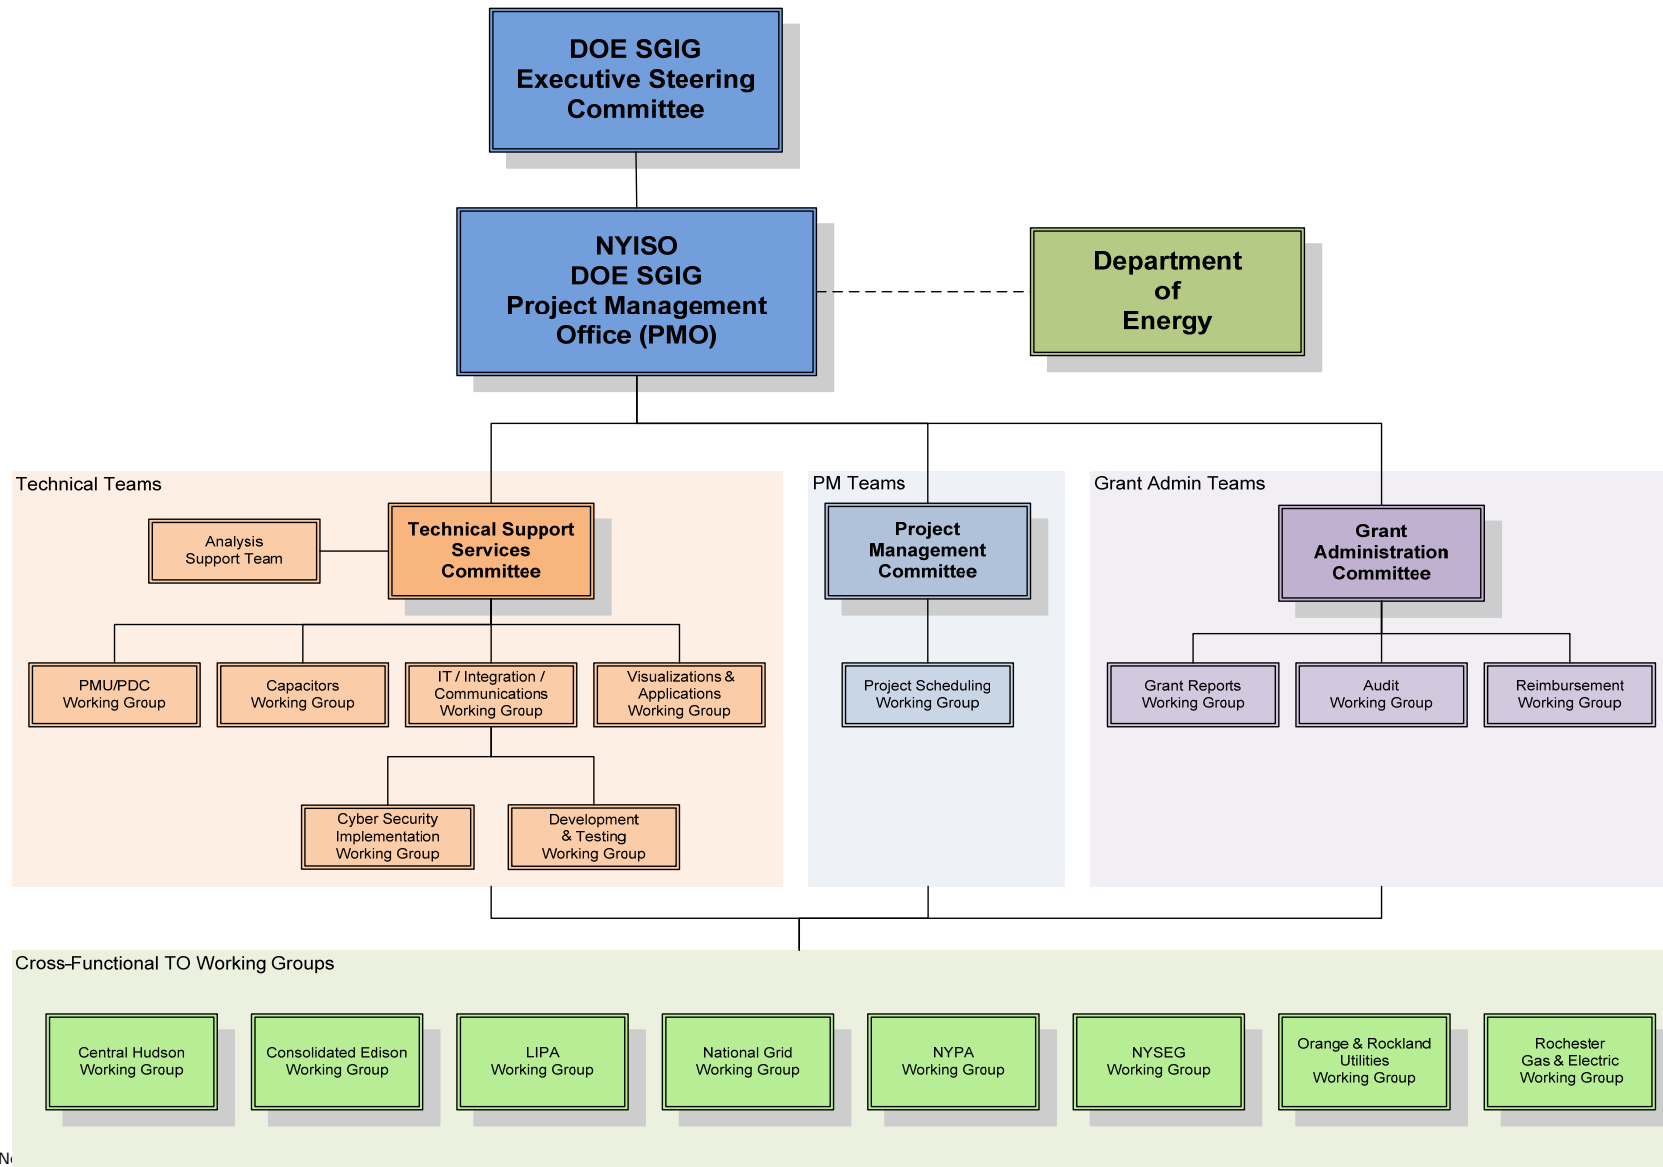 DOE SGIG
Executive Steering
Committee
NYISO
DOE SGIG
Project Management
Office (PMO)
Department
of
Energy
Technical Teams
PM Teams
Grant Admin Teams
Analysis
Support Team
Technical Support
Services
Committee
Project
Management
Committee
Grant
Administration
Committee
PMU/PDC
Working Group
Capacitors
Working Group
IT / Integration /
Communications
Working Group
Visualizations &
Applications
Working Group
Project Scheduling
Working Group
Grant Reports
Working Group
Audit
Working Group
Reimbursement
Working Group
Cyber Security
Implementation
Working Group
Development
& Testing
Working Group
Cross-Functional TO Working Groups
Central Hudson
Working Group
Consolidated Edison
Working Group
LIPA
Working Group
National Grid
Working Group
NYPA
Working Group
NYSEG
Working Group
Orange & Rockland
Utilities
Working Group
Rochester
Gas & Electric
Working Group